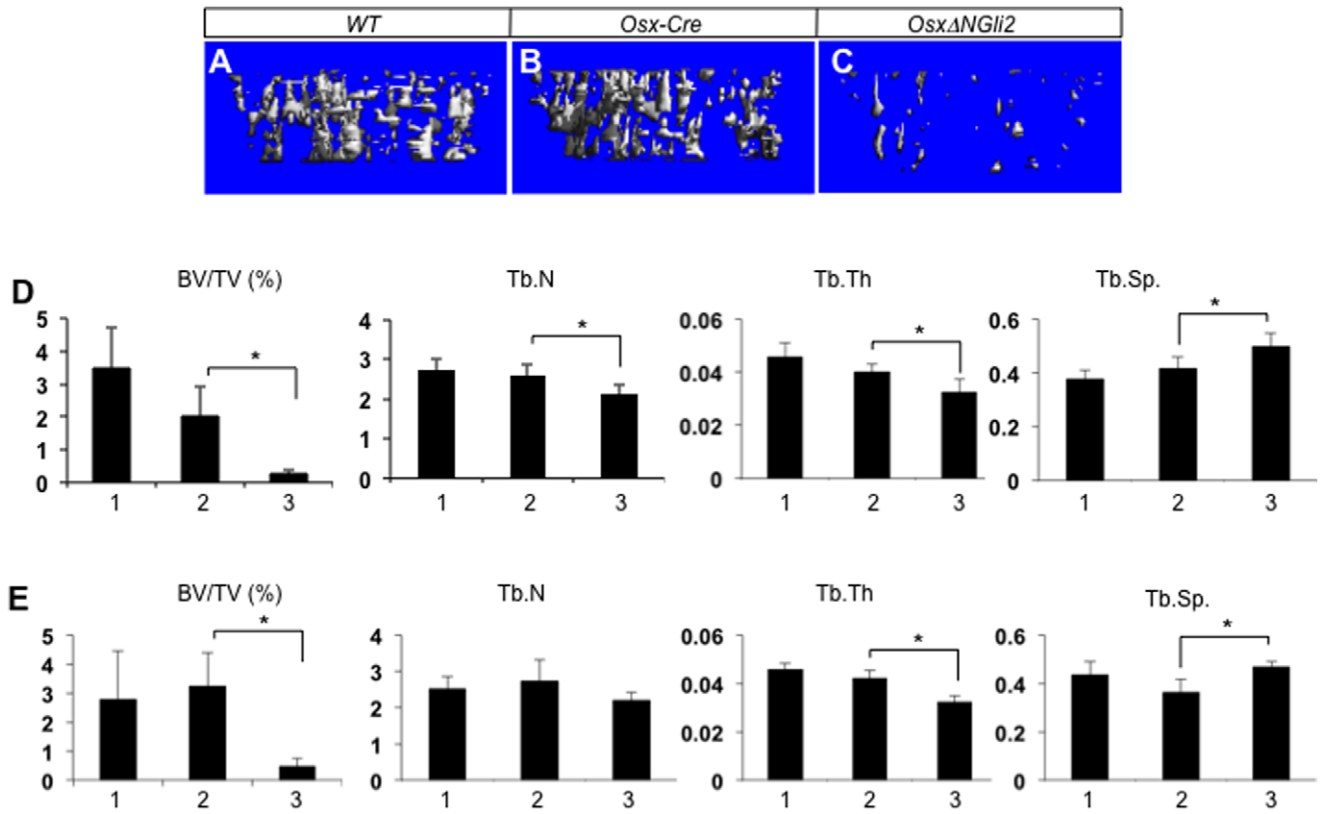 WT Osx-Cre OsxΔNGli2
A B C
D
BV/TV (%) Tb.N Tb.Th Tb.Sp.
5 4 0.06 0.6
4 3 0.04 0.4
3 2 0.02 0.2
2 1 0 0
1 0
0
* * * *
1 2 3 1 2 3 1 2 3 1 2 3
E
BV/TV (%) Tb.N Tb.Th Tb.Sp.
5 4 0.06 0.6
4 3 0.04 0.4
3 2 0.02 0.2
2 1 0 0
1 0
0
* * *
1 2 3 1 2 3 1 2 3 1 2 3